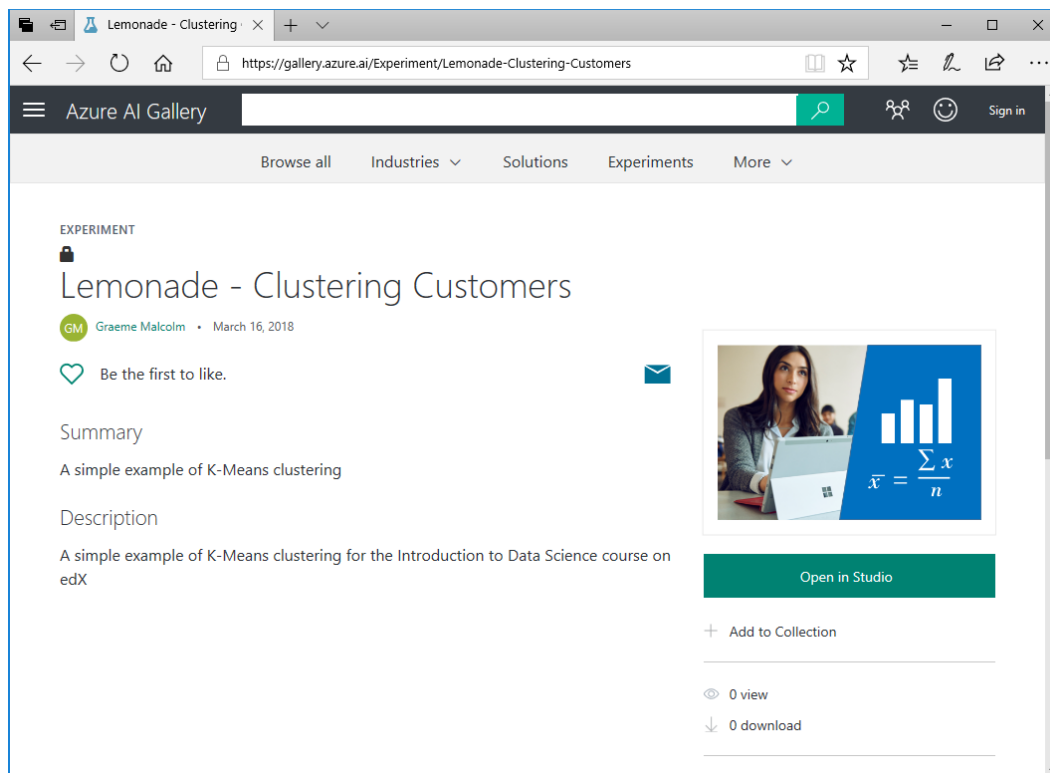 Lemonade - Clustering
https://gallery.azure.ai/Experiment/Lemonade-Clustering-Customers
Azure AI Gallery
Sign in
Browse all Industries Solutions Experiments More
EXPERIMENT
Lemonade - Clustering Customers
GM Graeme Malcolm • March 16, 2018
Be the first to like.
Summary
A simple example of K-Means clustering
Description
A simple example of K-Means clustering for the Introduction to Data Science course on
edX
x̄ = ∑ x / n
Open in Studio
Add to Collection
0 view
0 download